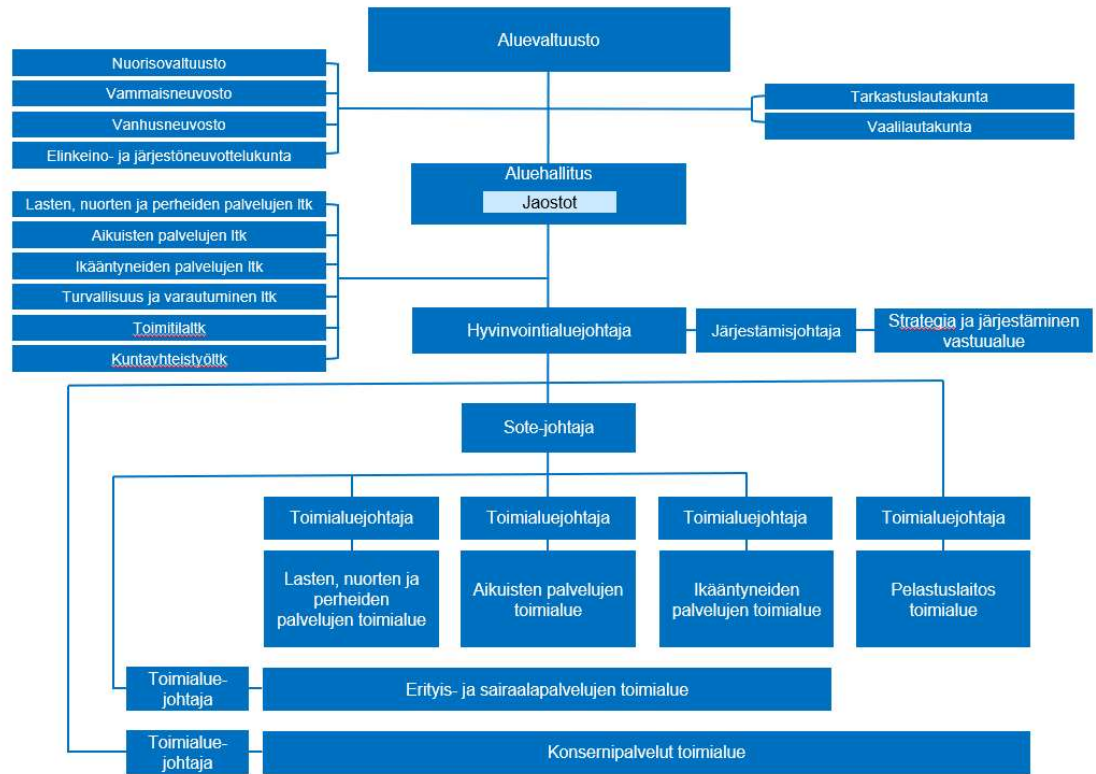 Aluevaltuusto
Nuorisovaltuusto
Vammaisneuvosto
Vanhusneuvosto
Elinkeino- ja järjestöneuvottelukunta
Tarkastuslautakunta
Vaalilautakunta
Aluehallitus
Jaostot
Lasten, nuorten ja perheiden palvelujen ltk
Aikuisten palvelujen ltk
Ikääntyneiden palvelujen ltk
Turvallisuus ja varautuminen ltk
Toimitilaltk
Kuntayhteistyöltk
Hyvinvointialuejohtaja
Järjestämisjohtaja
Strategia ja järjestäminen
vastuualue
Sote-johtaja
Toimialuejohtaja
Toimialuejohtaja
Toimialuejohtaja
Toimialuejohtaja
Lasten, nuorten ja
perheiden
palvelujen toimialue
Aikuisten palvelujen
toimialue
Ikääntyneiden
palvelujen toimialue
Pelastuslaitos
toimialue
Toimialue-
johtaja
Erityis- ja sairaalapalvelujen toimialue
Toimialue-
johtaja
Konsernipalvelut toimialue